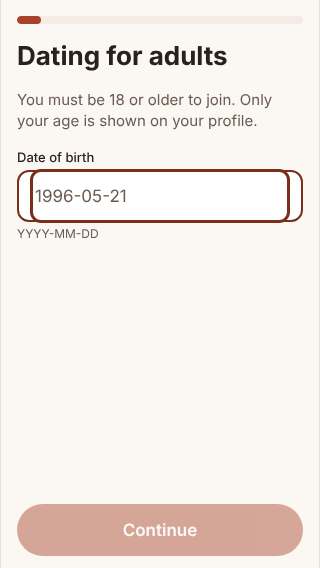 Dating for adults
You must be 18 or older to join. Only
your age is shown on your profile.
Date of birth
1996-05-21
YYYY-MM-DD
Continue